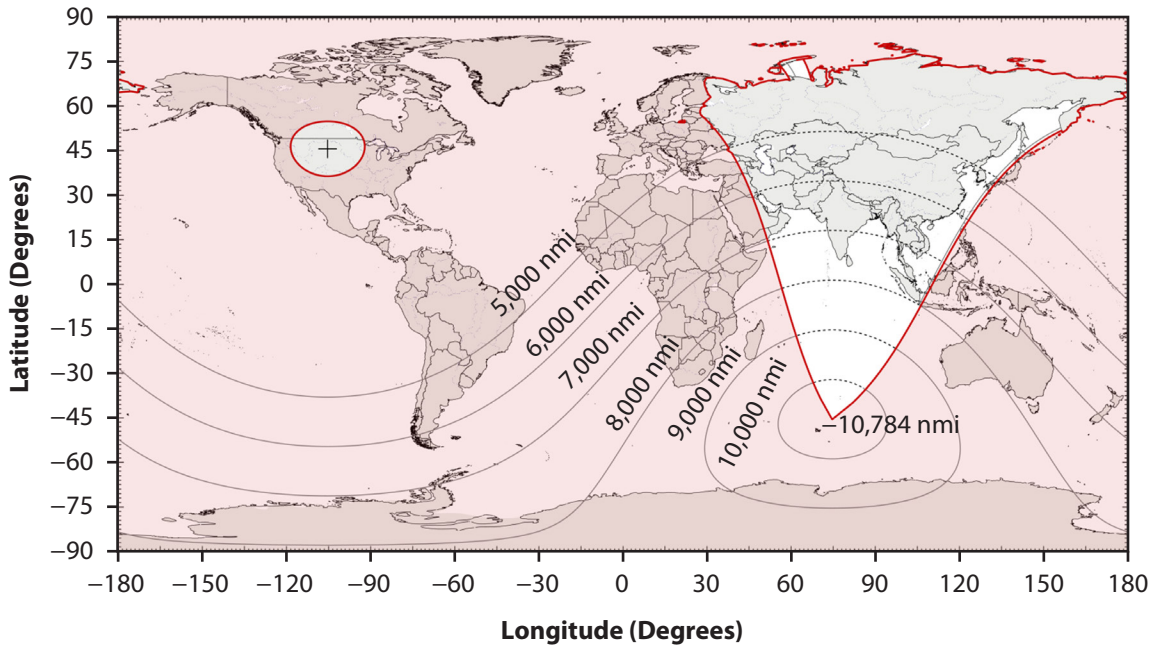 Latitude (Degrees)
90
75
60
45
30
15
0
−15
−30
−45
−60
−75
−90
5,000 nmi
6,000 nmi
7,000 nmi
8,000 nmi
9,000 nmi
10,000 nmi
−10,784 nmi
−180
−150
−120
−90
−60
−30
0
30
60
90
120
150
180
Longitude (Degrees)